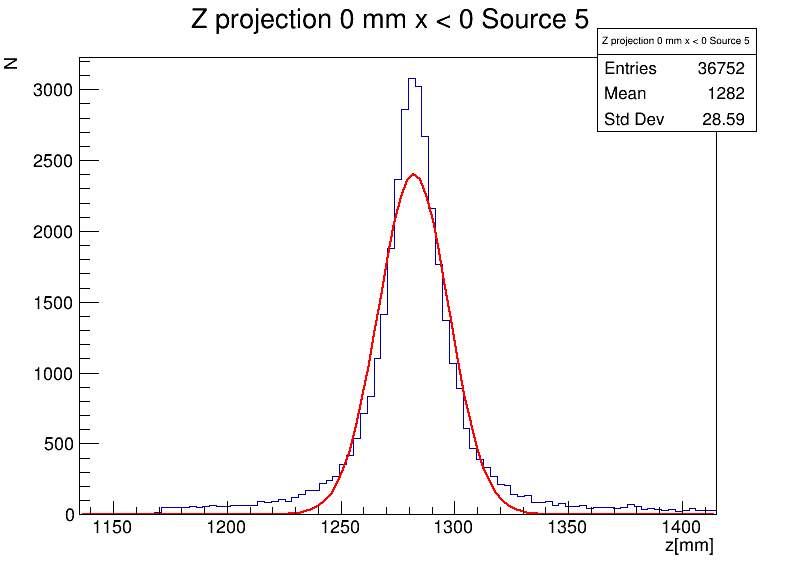 Z projection 0 mm x < 0 Source 5
Z projection 0 mm x < 0 Source 5
Entries 36752
Mean 1282
Std Dev 28.59
N
3000
2500
2000
1500
1000
500
0
1150 1200 1250 1300 1350 1400
z[mm]